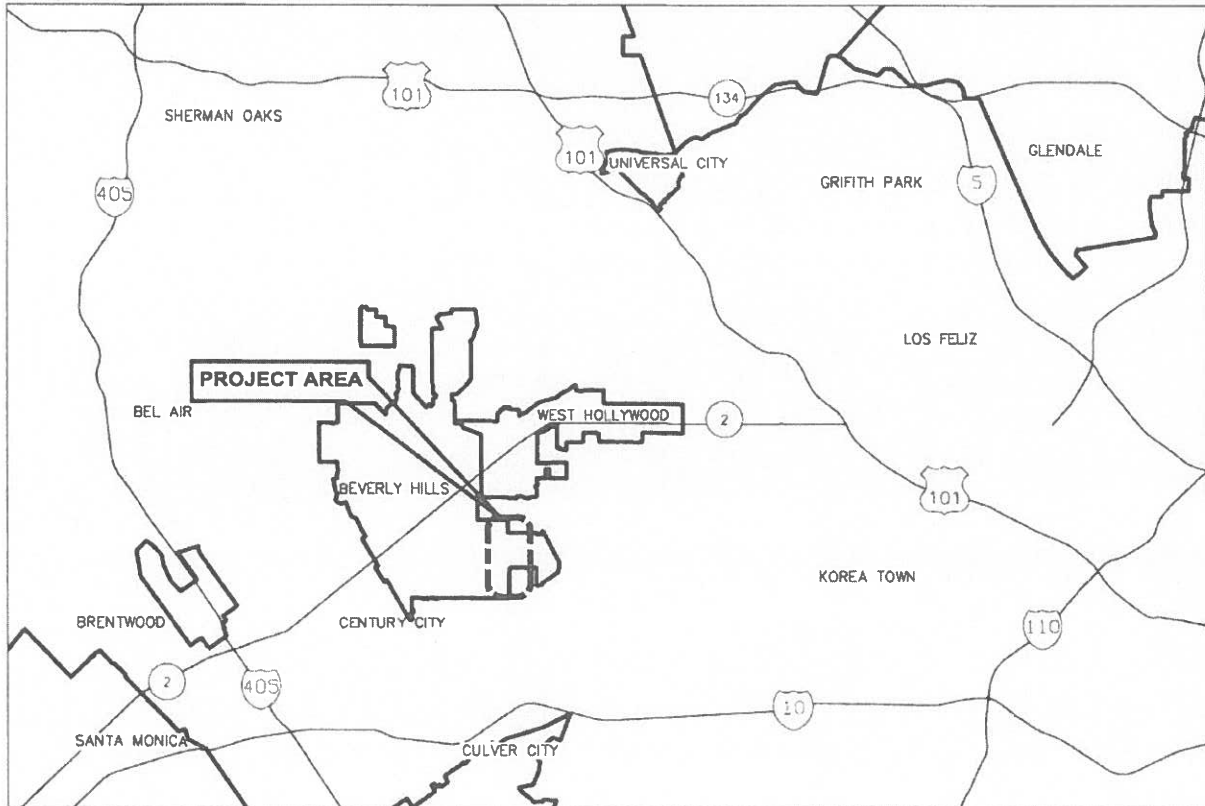 101
134
SHERMAN OAKS
101
UNIVERSAL CITY
GLENDALE
405
GRIFITH PARK
5
LOS FELIZ
PROJECT AREA
BEL AIR
WEST HOLLYWOOD
2
BEVERLY HILLS
101
KOREA TOWN
BRENTWOOD
CENTURY CITY
110
2
405
10
SANTA MONICA
CULVER CITY